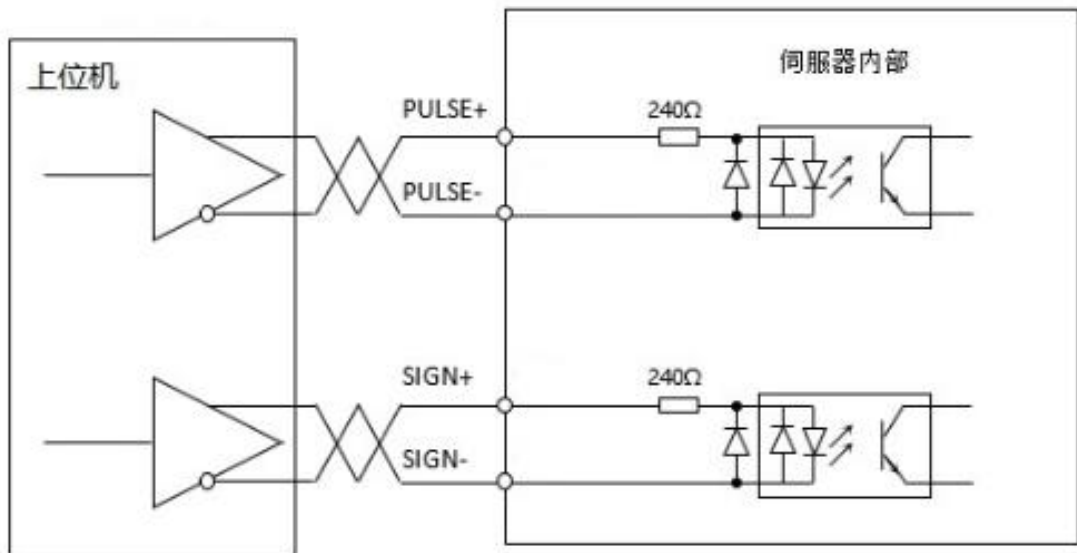 上位机
伺服器内部
PULSE+
240Ω
PULSE-
SIGN+
240Ω
SIGN-